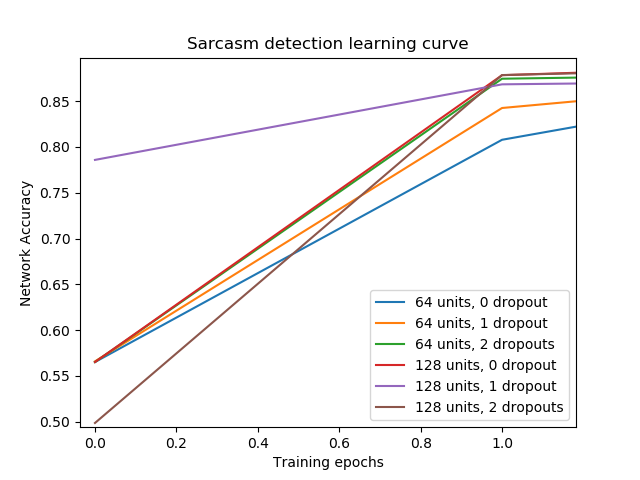 Sarcasm detection learning curve
Network Accuracy
0.85
0.80
0.75
0.70
0.65
0.60
0.55
0.50
64 units, 0 dropout
64 units, 1 dropout
64 units, 2 dropouts
128 units, 0 dropout
128 units, 1 dropout
128 units, 2 dropouts
0.0 0.2 0.4 0.6 0.8 1.0
Training epochs